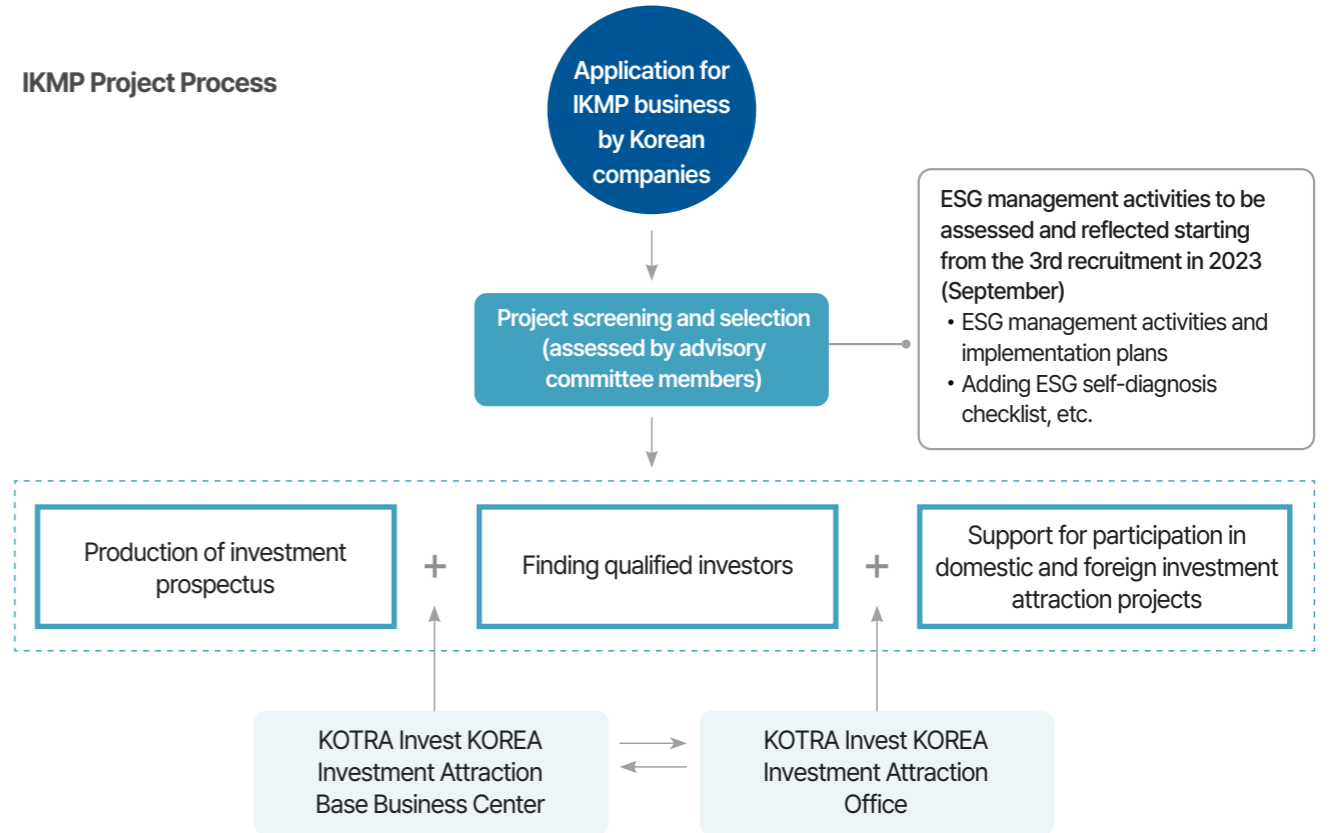 IKMP Project Process
Application for
IKMP business
by Korean
companies
ESG management activities to be
assessed and reflected starting
from the 3rd recruitment in 2023
(September)
• ESG management activities and
implementation plans
• Adding ESG self-diagnosis
checklist, etc.
Project screening and selection
(assessed by advisory
committee members)
Production of investment
prospectus
+
Finding qualified investors
+
Support for participation in
domestic and foreign investment
attraction projects
KOTRA Invest KOREA
Investment Attraction
Base Business Center
KOTRA Invest KOREA
Investment Attraction
Office